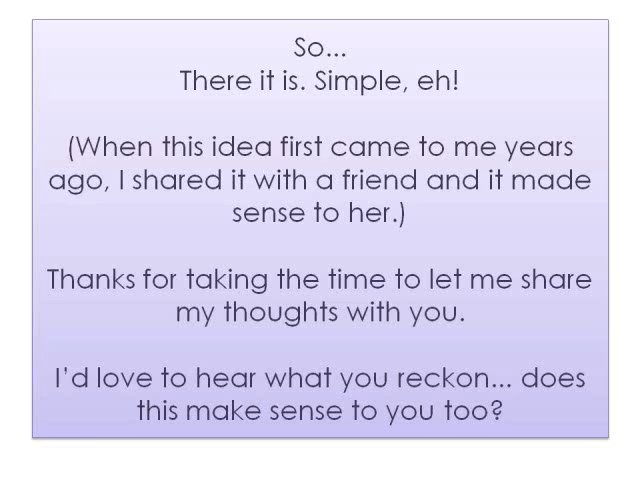 So...
There it is. Simple, eh!
(When this idea first came to me years
ago, I shared it with a friend and it made
sense to her.)
Thanks for taking the time to let me share
my thoughts with you.
I’d love to hear what you reckon... does
this make sense to you too?